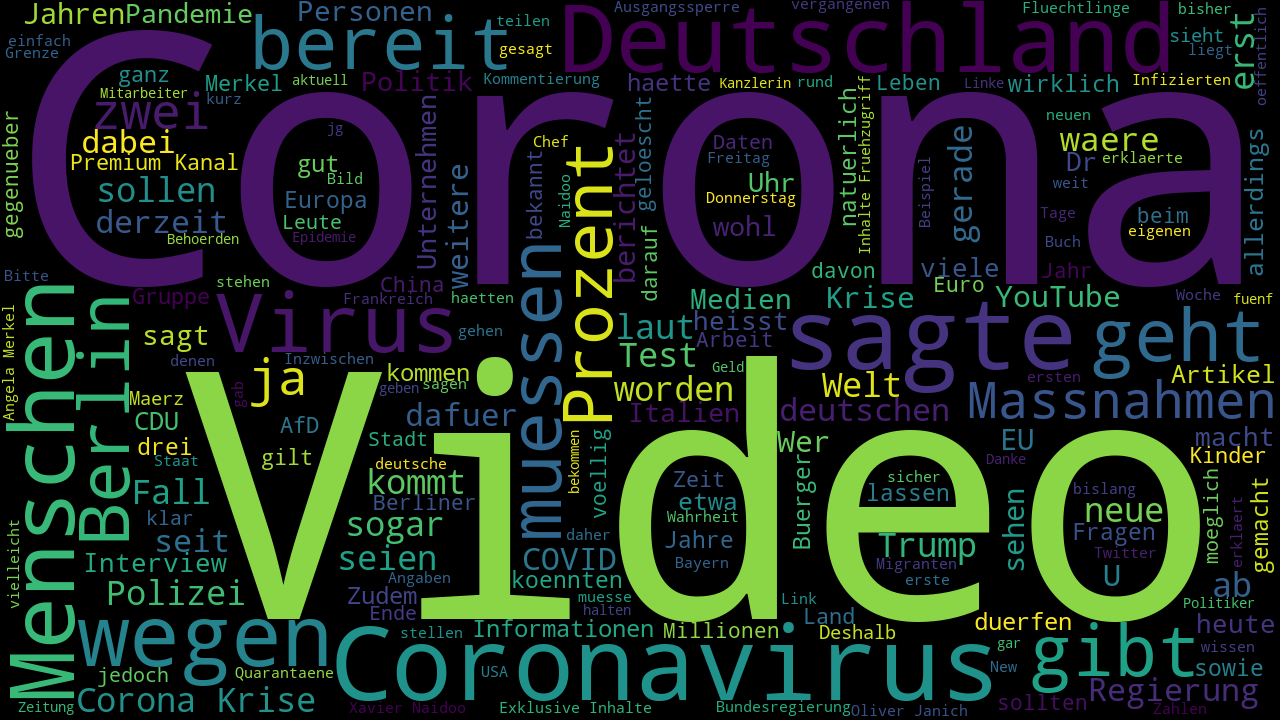 Jahren
Pandemie
Personen
teilen
Ausgangssperre
vergangenen
Fluechtlinge
bisher
einfach
Grenze
bereit
gesagt
Deutschland
sieht
liegt
erst
oeffentlich
ganz
Merkel
aktuell
Politik
Kommentierung
haette
Kanzlerin
rund
Leben
Linke
wirklich
Infizierten
Mitarbeiter
kurz
zwei
Corona
gegenueber
dabei
Premium Kanal
sollen
derzeit
Behoerden
jg
gut
Bild
Europa
Leute
Epidemie
Unternehmen
weitere
bekannt
Chef
Naidoo
Prozent
berichtet
geloescht
darauf
Daten
Freitag
Uhr
Donnerstag
wohl
natuerlich
Inhalte Fruehzugriff
Beispiel
gerade
neuen
waere
Dr
erklaerte
weit
Tage
Buch
beim
eigenen
allerdings
Bitte
stehen
China
Gruppe
Frankreich
haetten
davon
viele
Jahr
Euro
YouTube
Woche
fuenf
Medien
Krise
Angela Merkel
Menschen
Berlin
sagt
Virus
gehen
muessen
laut
heisst
Arbeit
sagte
geht
denen
Inzwischen
Test
Geld
ersten
Artikel
Maerz
gab
ja
kommen
geben
sagen
worden
Welt
Massnahmen
CDU
AfD
dafuer
Italien
deutschen
drei
Staat
gilt
Stadt
deutsche
bekommen
voellig
Wer
EU
macht
Danke
Kinder
Fall
kommt
Berliner
Video
Zeit
etwa
Wahrheit
Jahre
Bayern
Buerger
sicher
lassen
bislang
neue
Fragen
Twitter
sehen
moeglich
erklaert
gemacht
vielleicht
klar
seit
sogar
daher
Interview
seien
Angaben
COVID
koennten
muesse
Trump
Migranten
erste
U
ab
Polizei
Zudem
Ende
halten
Link
Land
Politiker
wegen
stellen
Informationen
Millionen
Deshalb
duerfen
gar
gibt
heute
wissen
jedoch
Quarantaene
Coronavirus
USA
New
sowie
Zeitung
Corona Krise
Xavier Naidoo
Exklusive Inhalte
Bundesregierung
Oliver Janich
sollten
Regierung
Zahlen